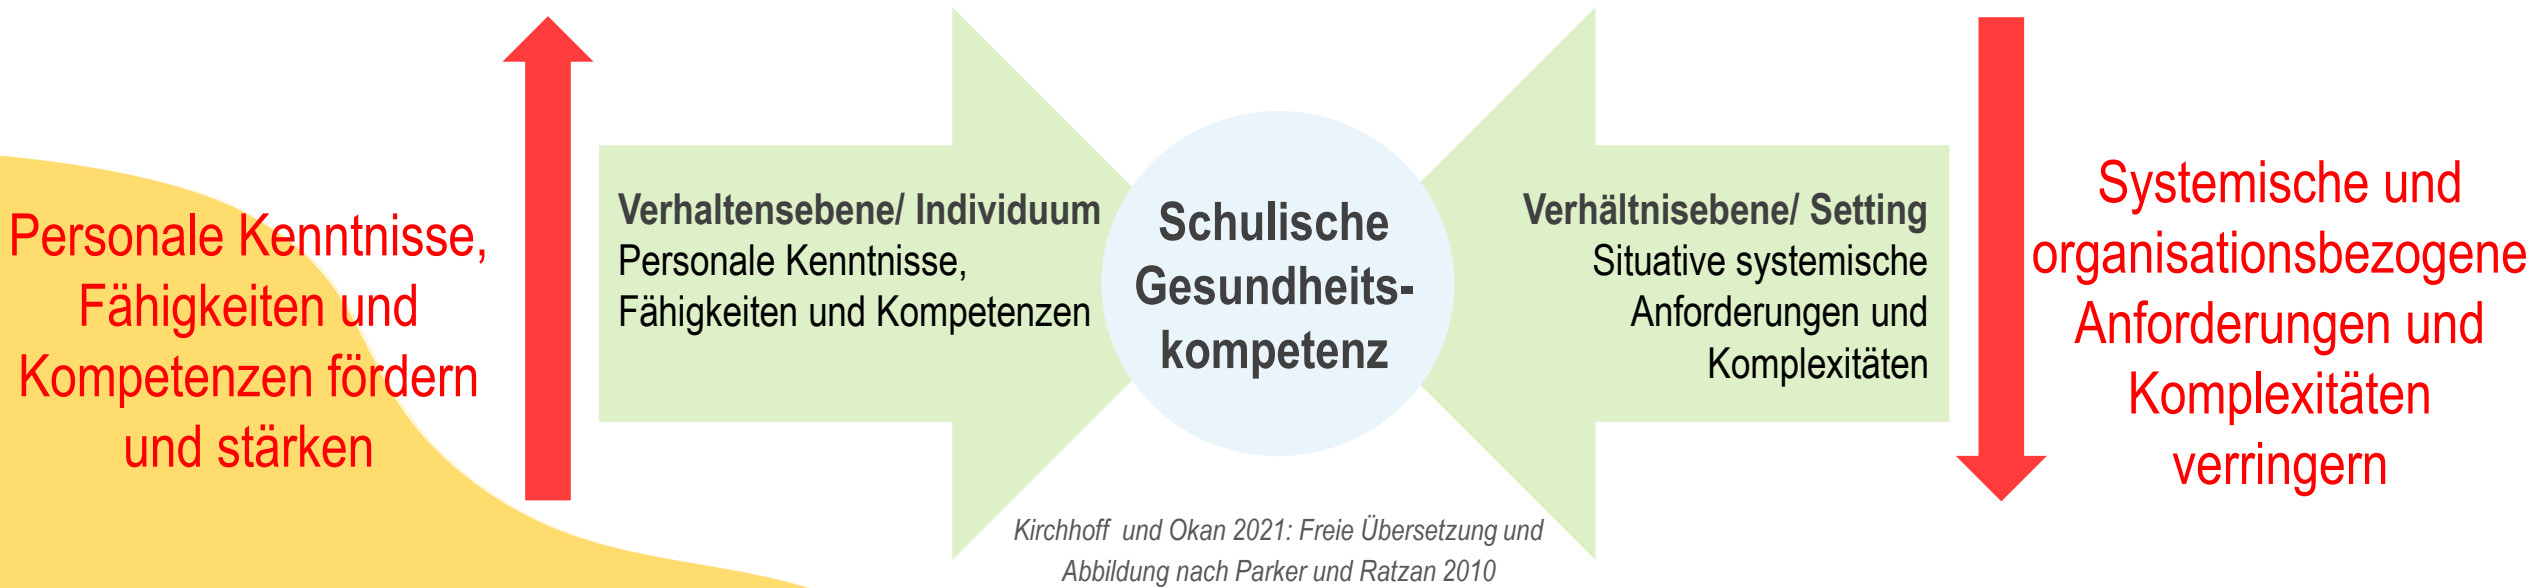 Personale Kenntnisse,
Fähigkeiten und
Kompetenzen fördern
und stärken
Verhaltensebene/ Individuum
Personale Kenntnisse,
Fähigkeiten und Kompetenzen
Schulische
Gesundheits-
kompetenz
Verhältnisebene/ Setting
Situative systemische
Anforderungen und
Komplexitäten
Systemische und
organisationsbezogene
Anforderungen und
Komplexitäten
verringern
Kirchhoff  und Okan 2021: Freie Übersetzung und
Abbildung nach Parker und Ratzan 2010